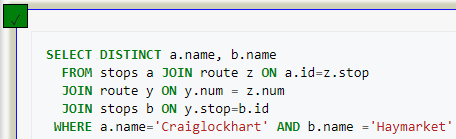 SELECT DISTINCT a.name, b.name
FROM stops a JOIN route z ON a.id=z.stop
JOIN route y ON y.num = z.num
JOIN stops b ON y.stop=b.id
WHERE a.name='Craiglockhart' AND b.name ='Haymarket'